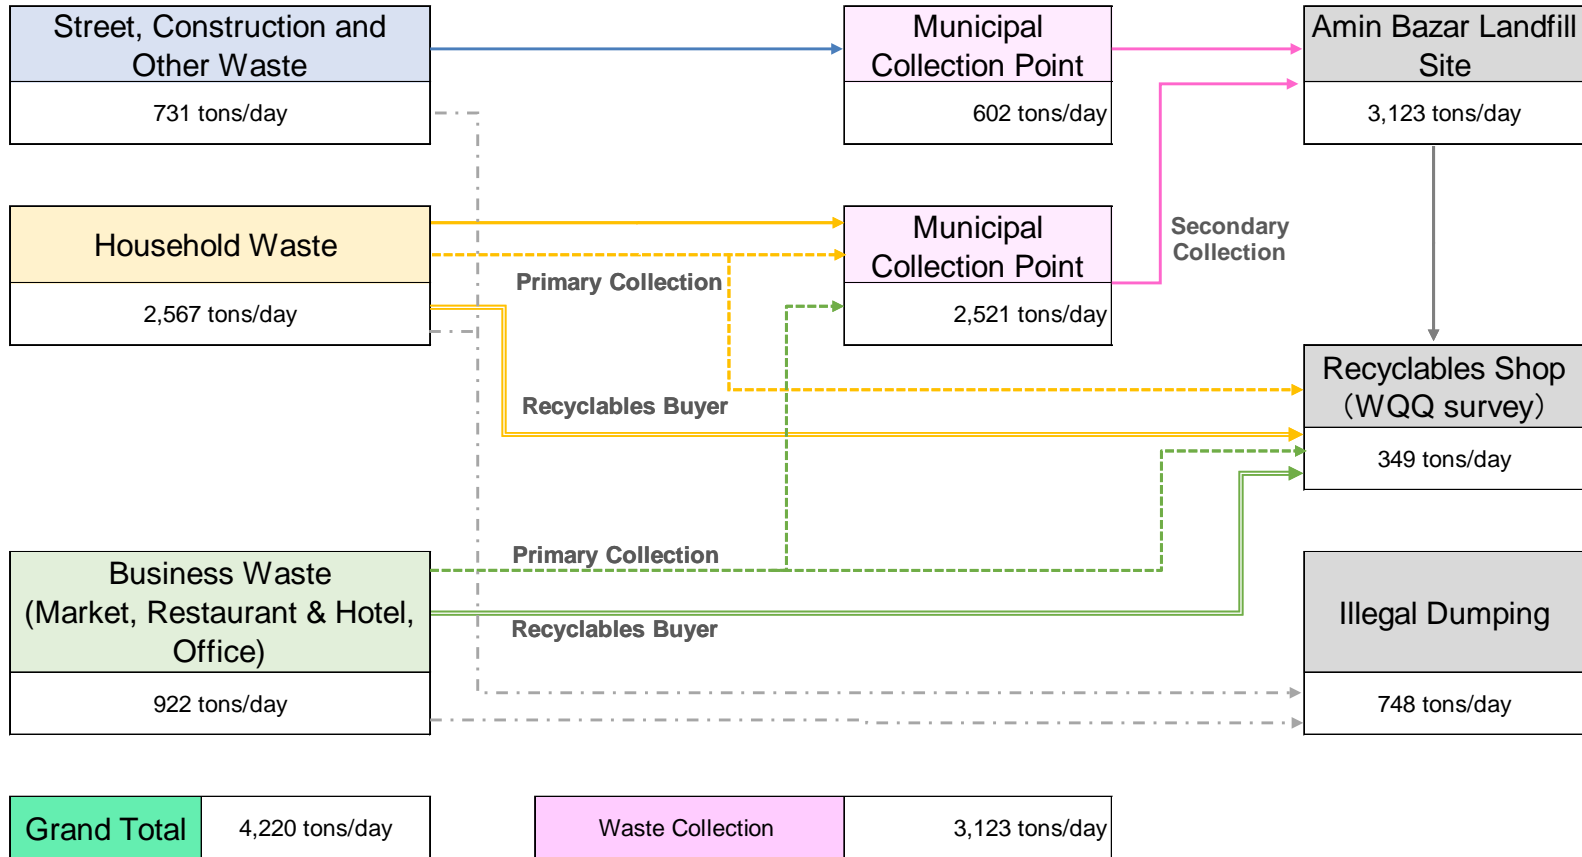 Street, Construction and
Other Waste
731 tons/day
Municipal
Collection Point
602 tons/day
Amin Bazar Landfill
Site
3,123 tons/day
Household Waste
2,567 tons/day
Primary Collection
Recyclables Buyer
Municipal
Collection Point
2,521 tons/day
Secondary
Collection
Recyclables Shop
（WQQ survey）
349 tons/day
Business Waste
(Market, Restaurant & Hotel,
Office)
922 tons/day
Primary Collection
Recyclables Buyer
Illegal Dumping
748 tons/day
Grand Total
4,220 tons/day
Waste Collection
3,123 tons/day